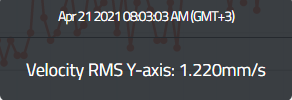 Apr 21 2021 08:03:03 AM (GMT+3)
Velocity RMS Y-axis: 1.220mm/s